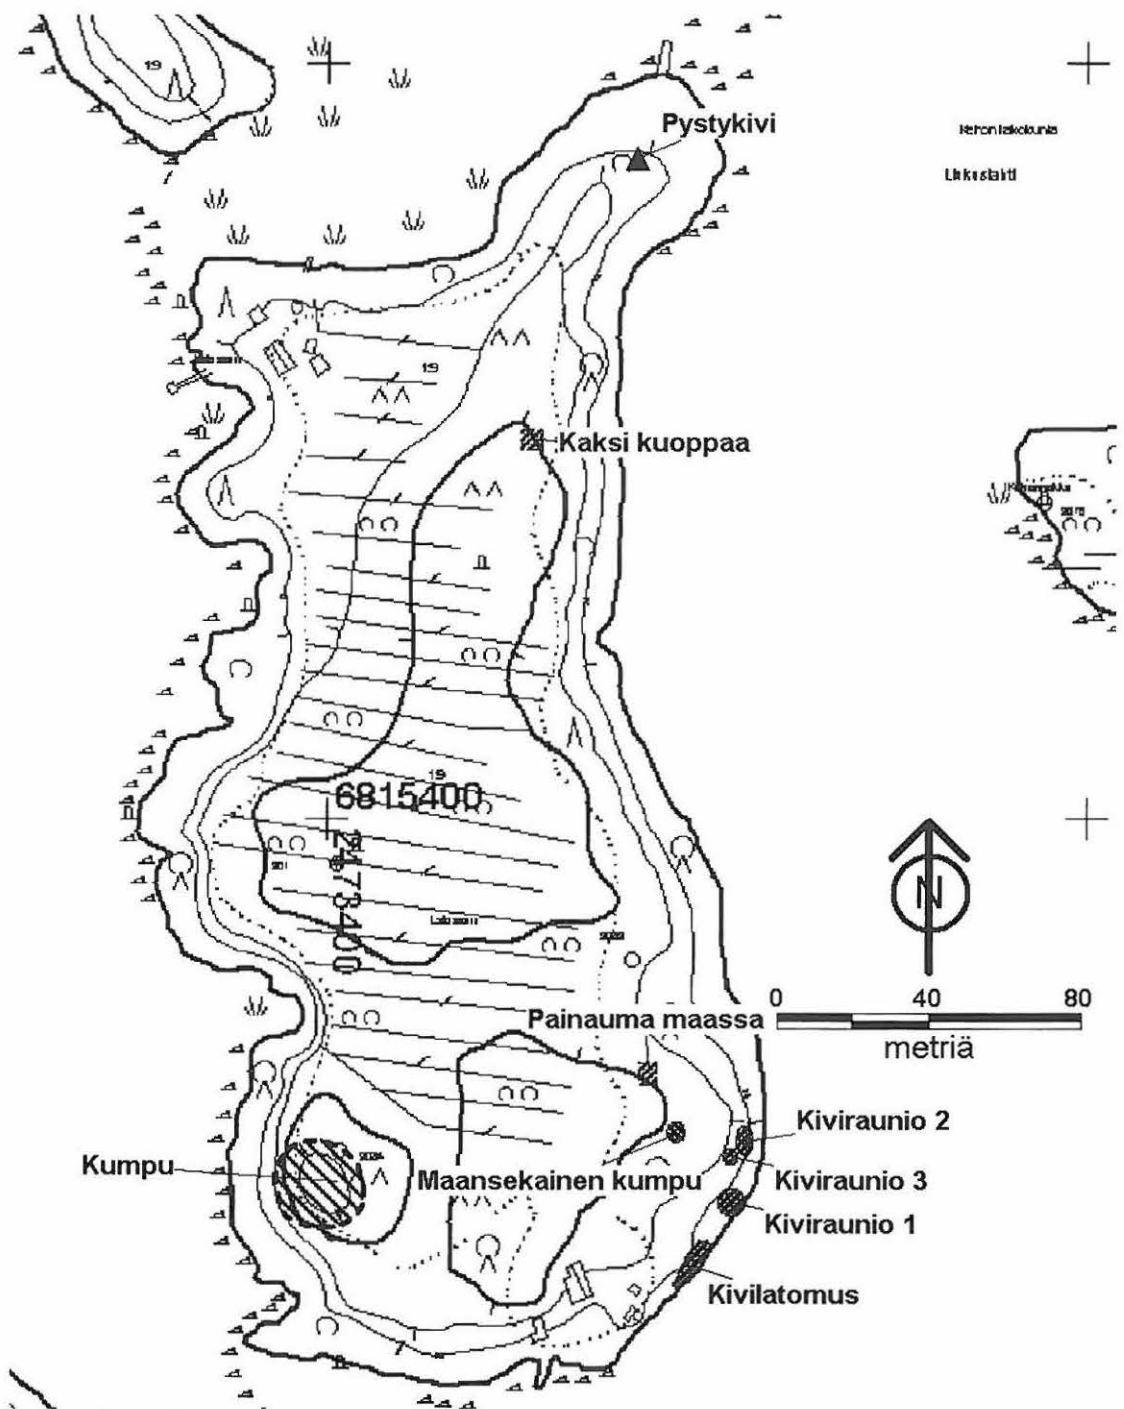 19
Pystykivi
19
Kaksi kuoppaa
19
6815400
N
0 40 80
metriä
Painauma maassa
Kiviraunio 2
Kumpu
Maansekainen kumpu
Kiviraunio 3
Kiviraunio 1
Kivilatomus